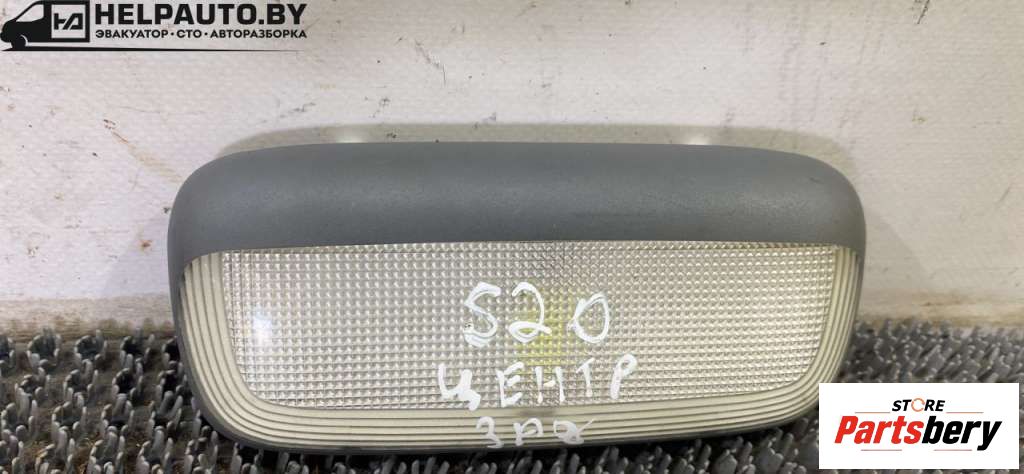 HELPAUTO.BY
ЭВАКУАТОР • СТО • АВТОРАЗБОРКА
520
ЦЕНТР
STORE
Partsbery